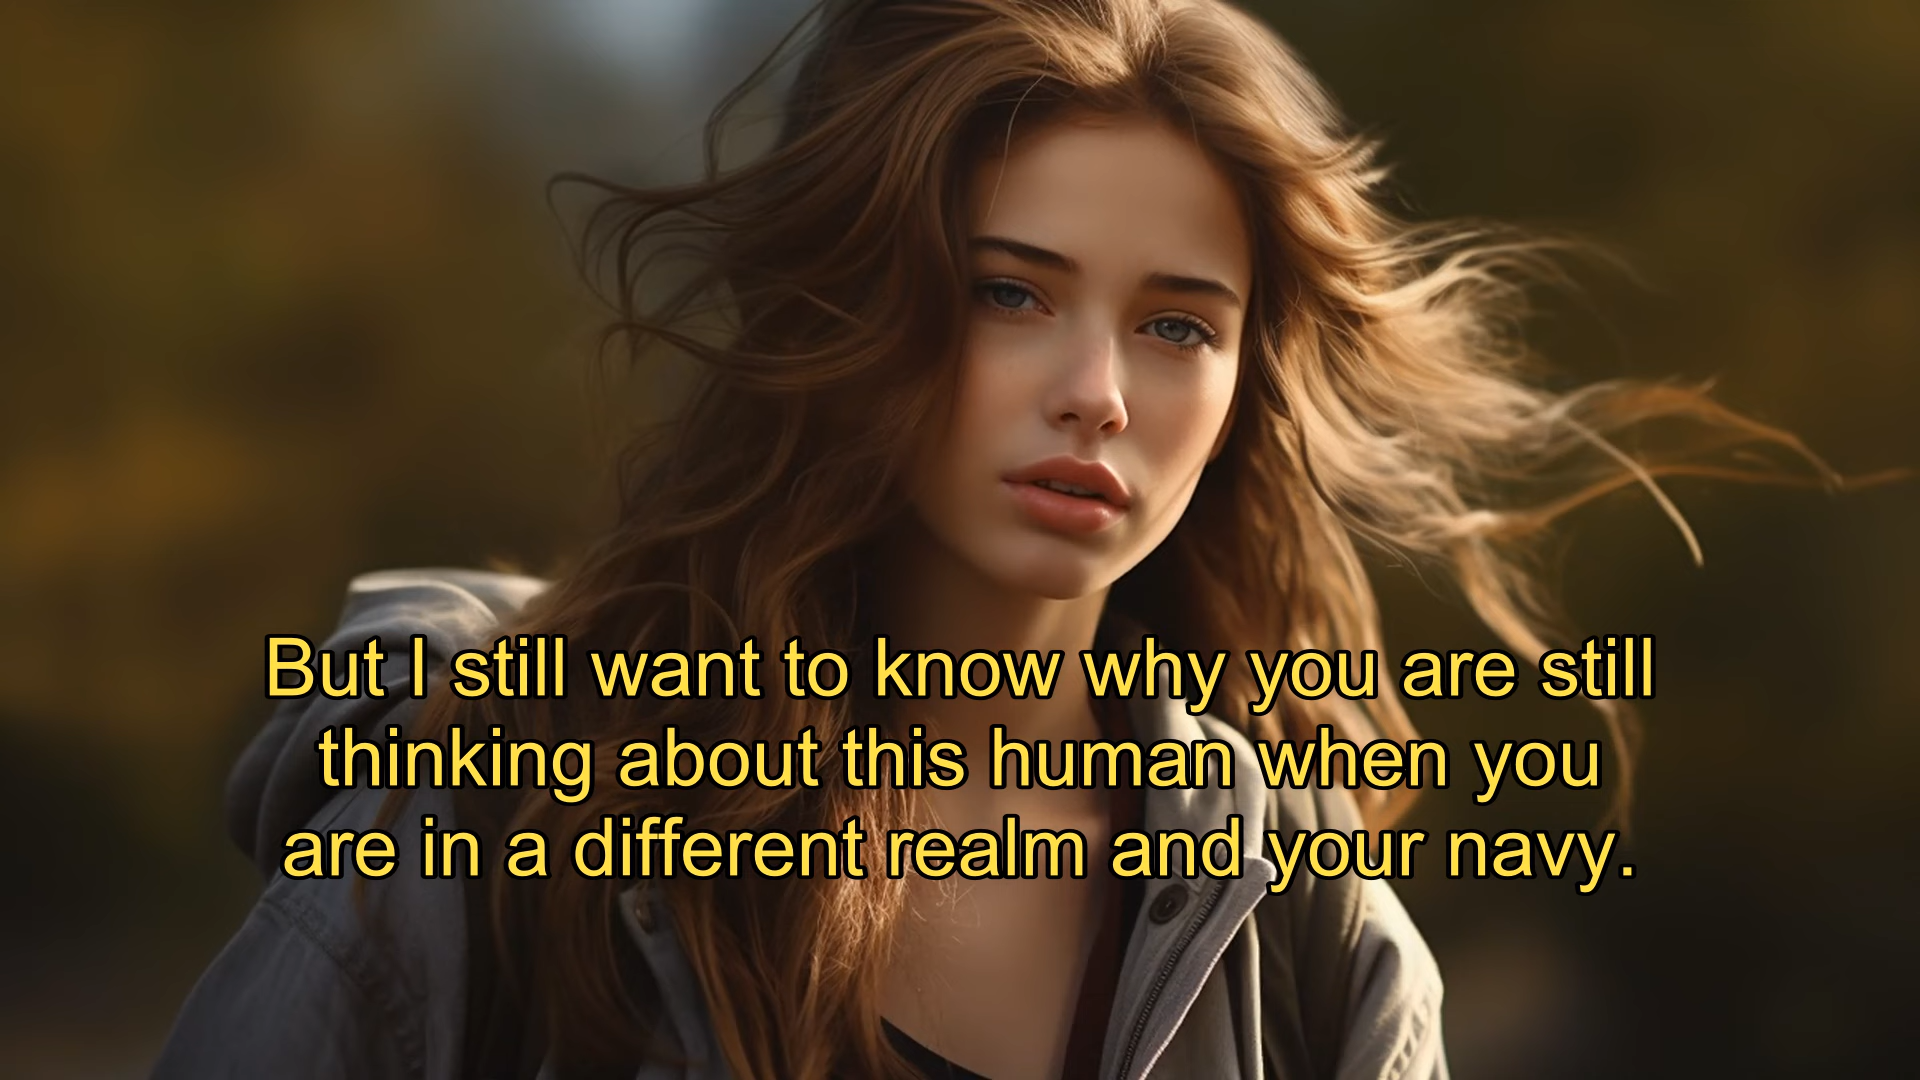 But I still want to know why you are still
thinking about this human when you
are in a different realm and your navy.